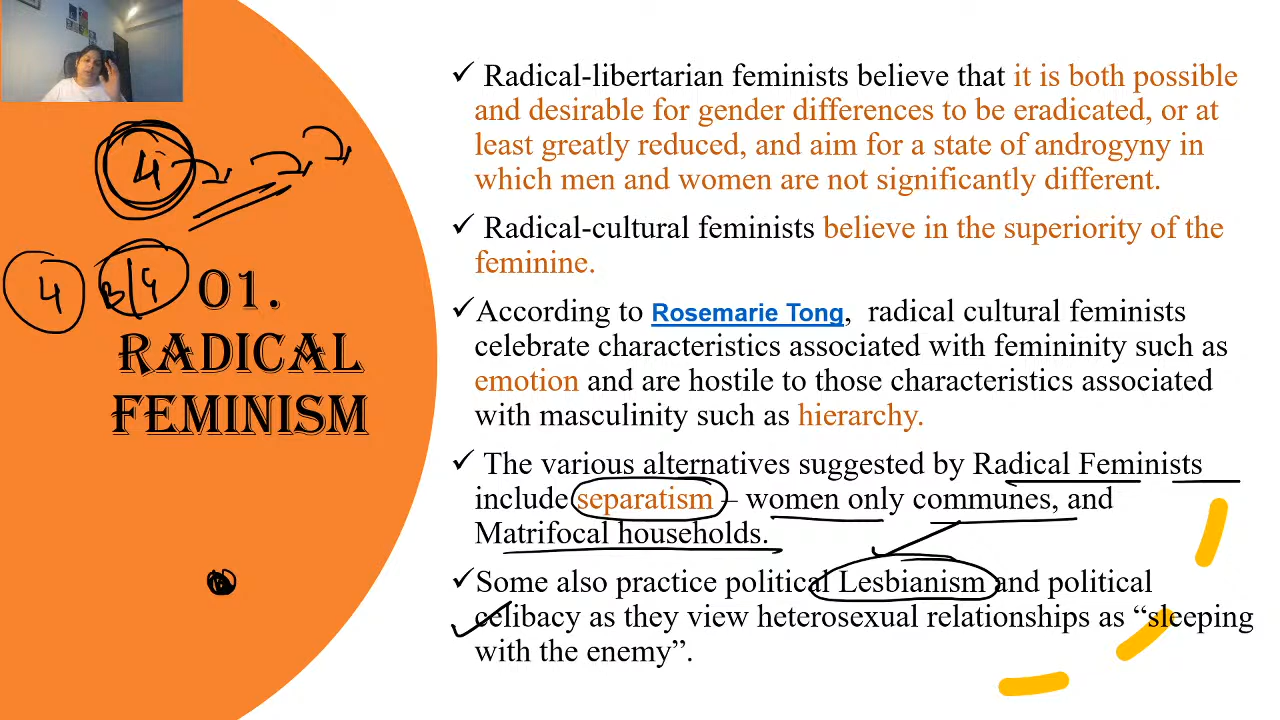 4
4 B/G
01.
RADICAL
FEMINISM
✓ Radical-libertarian feminists believe that it is both possible
and desirable for gender differences to be eradicated, or at
least greatly reduced, and aim for a state of androgyny in
which men and women are not significantly different.
✓ Radical-cultural feminists believe in the superiority of the
feminine.
✓According to Rosemarie Tong, radical cultural feminists
celebrate characteristics associated with femininity such as
emotion and are hostile to those characteristics associated
with masculinity such as hierarchy.
✓ The various alternatives suggested by Radical Feminists
include separatism – women only communes, and
Matrifocal households.
✓Some also practice political Lesbianism and political
celibacy as they view heterosexual relationships as “sleeping
with the enemy”.